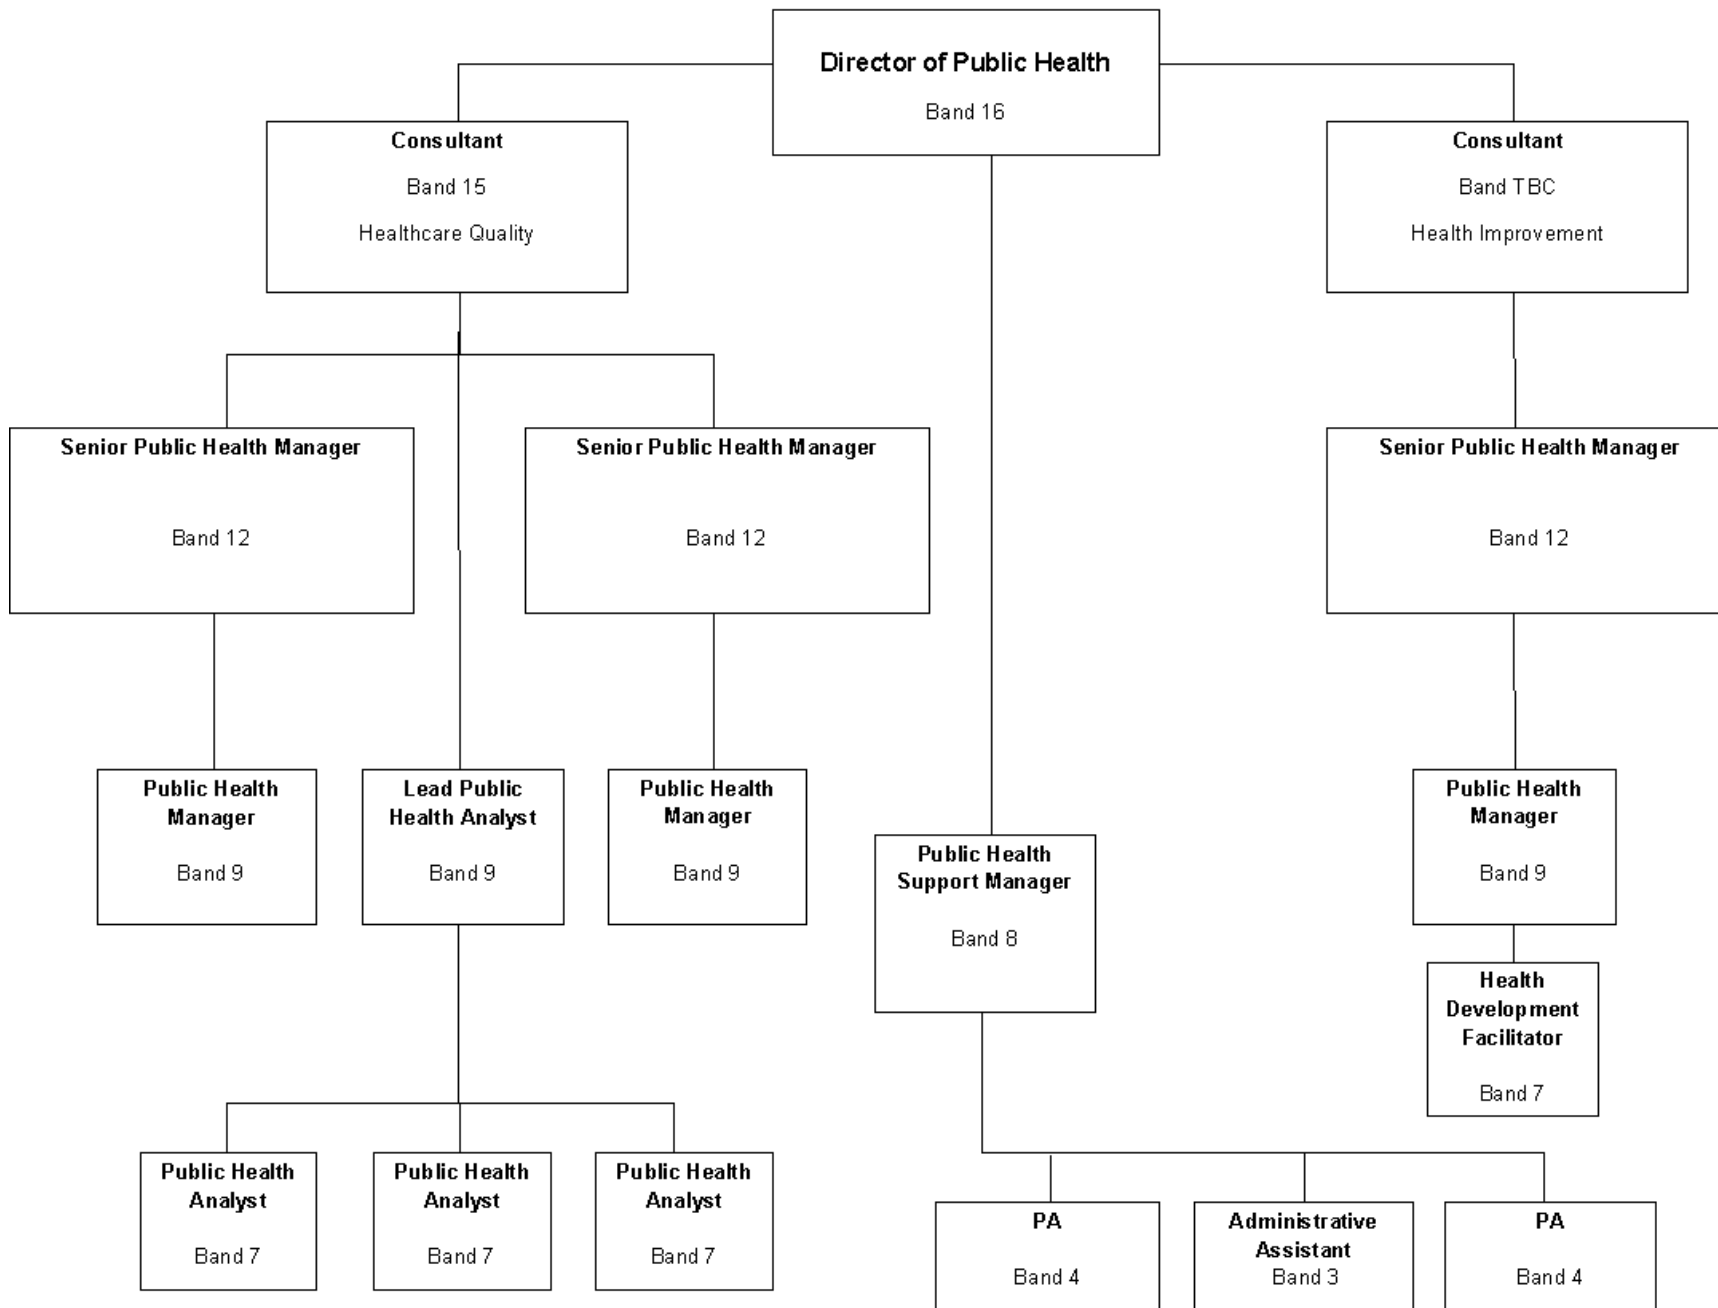 Director of Public Health
Band 16
Consultant
Band 15
Healthcare Quality
Consultant
Band TBC
Health Improvement
Senior Public Health Manager
Band 12
Senior Public Health Manager
Band 12
Senior Public Health Manager
Band 12
Public Health
Manager
Band 9
Lead Public
Health Analyst
Band 9
Public Health
Manager
Band 9
Public Health
Support Manager
Band 8
Public Health
Manager
Band 9
Health
Development
Facilitator
Band 7
Public Health
Analyst
Band 7
Public Health
Analyst
Band 7
Public Health
Analyst
Band 7
PA
Band 4
Administrative
Assistant
Band 3
PA
Band 4